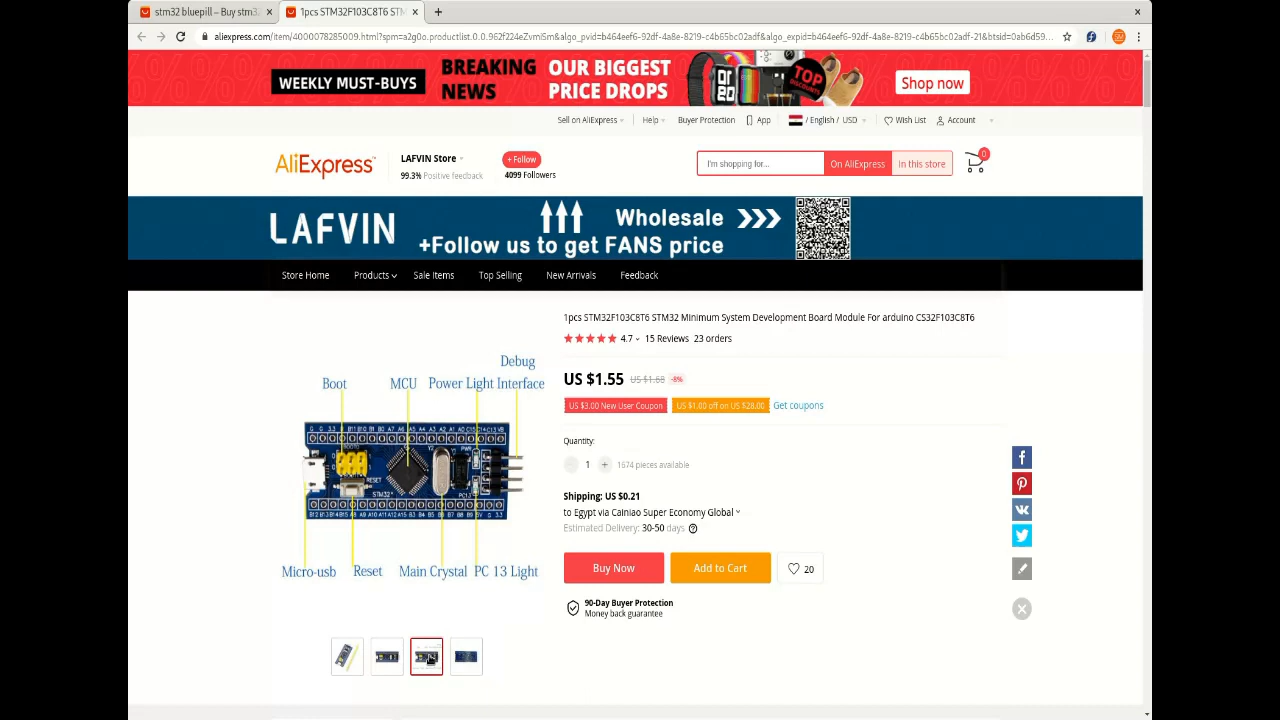 stm32 bluepill – Buy stm32
1pcs STM32F103C8T6 STM
aliexpress.com/item/4000078285009.html?spm=a2g0o.productlist.0.0.962f224eZvmiSm&algo_pvid=b464eef6-92df-4a8e-8219-c4b65bc02adf&algo_expid=b464eef6-92df-4a8e-8219-c4b65bc02adf-21&btsid=0ab6d59...
WEEKLY MUST-BUYS
BREAKING NEWS
OUR BIGGEST
PRICE DROPS
TOP
DISCOUNTS
Shop now
Sell on AliExpress
Help
Buyer Protection
App
/ English / USD
Wish List
Account
AliExpress
LAFVIN Store
99.3% Positive feedback
+ Follow
4099 Followers
I'm shopping for...
On AliExpress
In this store
0
LAFVIN
Wholesale
+Follow us to get FANS price
Store Home
Products
Sale Items
Top Selling
New Arrivals
Feedback
1pcs STM32F103C8T6 STM32 Minimum System Development Board Module For arduino CS32F103C8T6
4.7
15 Reviews
23 orders
US $1.55
US $1.68
-8%
US $3.00 New User Coupon
US $1.00 off on US $28.00
Get coupons
Quantity:
1
1674 pieces available
Shipping: US $0.21
to Egypt via Cainiao Super Economy Global
Estimated Delivery: 30-50 days
Buy Now
Add to Cart
20
90-Day Buyer Protection
Money back guarantee
Debug
Boot
MCU
Power Light
Interface
RESET
STM32
PC13
Micro-usb
Reset
Main Crystal
PC 13 Light